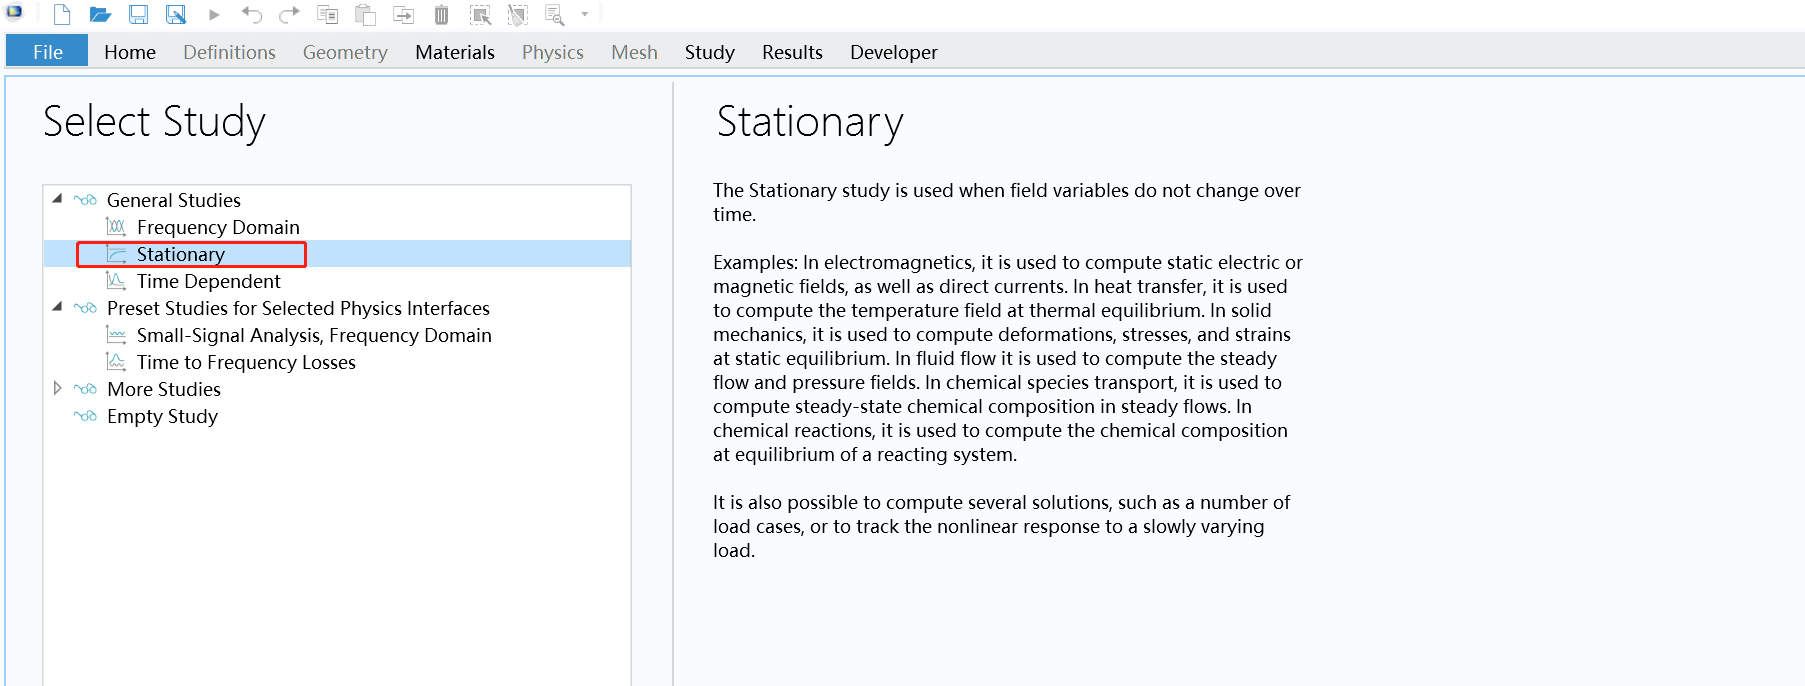 File Home Definitions Geometry Materials Physics Mesh Study Results Developer
Select Study
General Studies
Frequency Domain
Stationary
Time Dependent
Preset Studies for Selected Physics Interfaces
Small-Signal Analysis, Frequency Domain
Time to Frequency Losses
More Studies
Empty Study
Stationary
The Stationary study is used when field variables do not change over
time.
Examples: In electromagnetics, it is used to compute static electric or
magnetic fields, as well as direct currents. In heat transfer, it is used
to compute the temperature field at thermal equilibrium. In solid
mechanics, it is used to compute deformations, stresses, and strains
at static equilibrium. In fluid flow it is used to compute the steady
flow and pressure fields. In chemical species transport, it is used to
compute steady-state chemical composition in steady flows. In
chemical reactions, it is used to compute the chemical composition
at equilibrium of a reacting system.
It is also possible to compute several solutions, such as a number of
load cases, or to track the nonlinear response to a slowly varying
load.